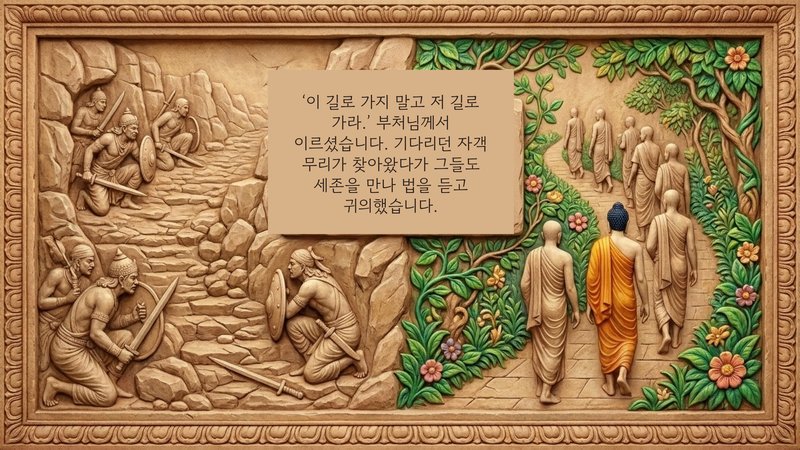 ‘이 길로 가지 말고 저 길로
가라.’ 부처님께서
이르셨습니다. 기다리던 자객
무리가 찾아왔다가 그들도
세존을 만나 법을 듣고
귀의했습니다.